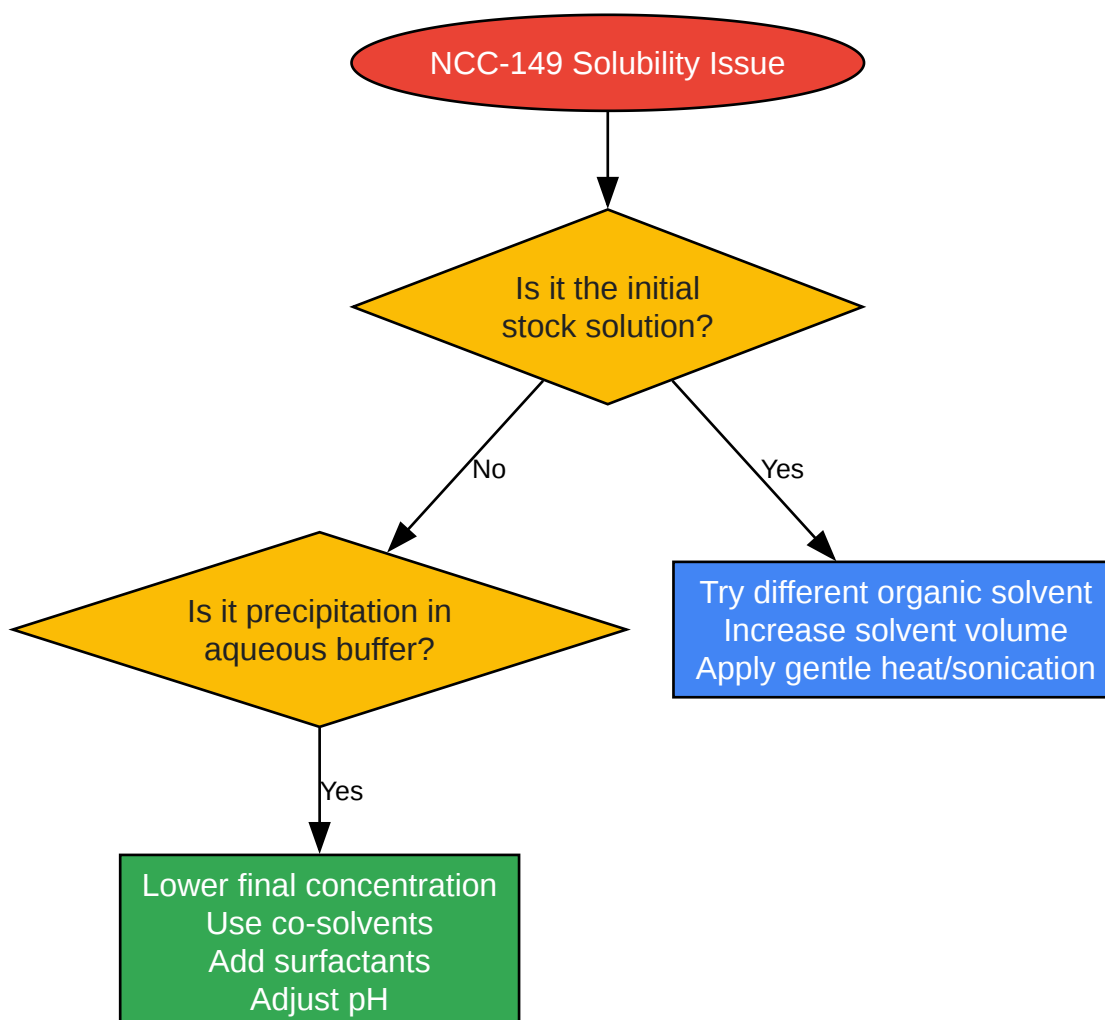 NCC-149 Solubility Issue
Is it the initial
stock solution?
No
Yes
Is it precipitation in
aqueous buffer?
Try different organic solvent
Increase solvent volume
Apply gentle heat/sonication
Yes
Lower final concentration
Use co-solvents
Add surfactants
Adjust pH